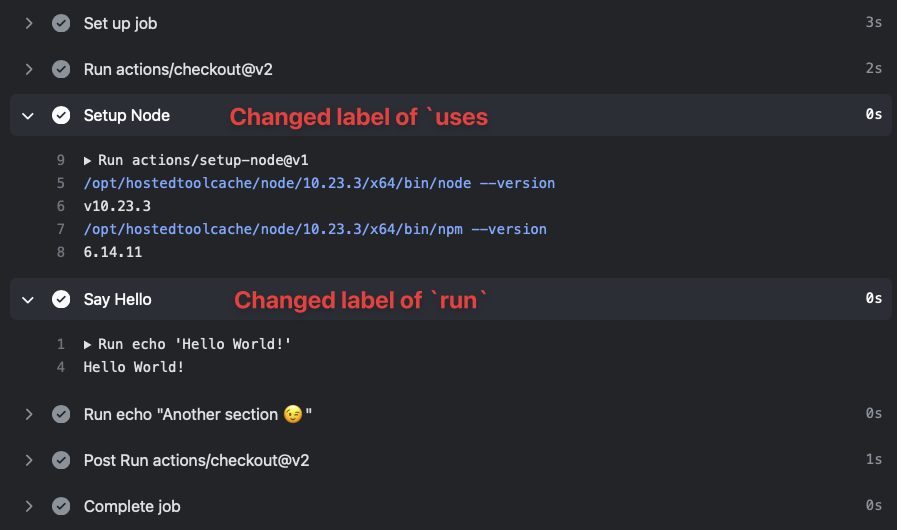 Set up job 3s
Run actions/checkout@v2 2s
Setup Node Changed label of `uses 0s
9 ▶ Run actions/setup-node@v1
5 /opt/hostedtoolcache/node/10.23.3/x64/bin/node --version
6 v10.23.3
7 /opt/hostedtoolcache/node/10.23.3/x64/bin/npm --version
8 6.14.11
Say Hello Changed label of `run` 0s
1 ▶ Run echo 'Hello World!'
4 Hello World!
Run echo "Another section 😉" 0s
Post Run actions/checkout@v2 1s
Complete job 0s